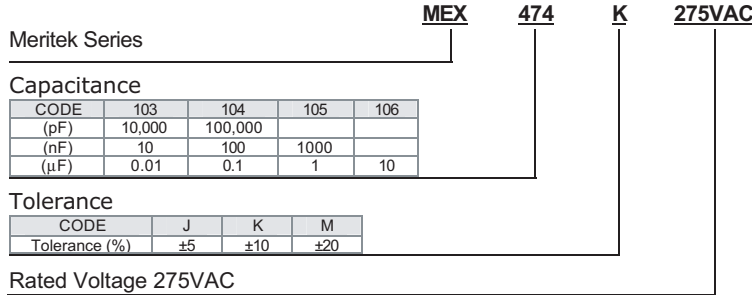 MEX 474 K 275VAC
Meritek Series
Capacitance
CODE 103 104 105 106
(pF) 10,000 100,000
(nF) 10 100 1000
(μF) 0.01 0.1 1 10
Tolerance
CODE J K M
Tolerance (%) ±5 ±10 ±20
Rated Voltage 275VAC